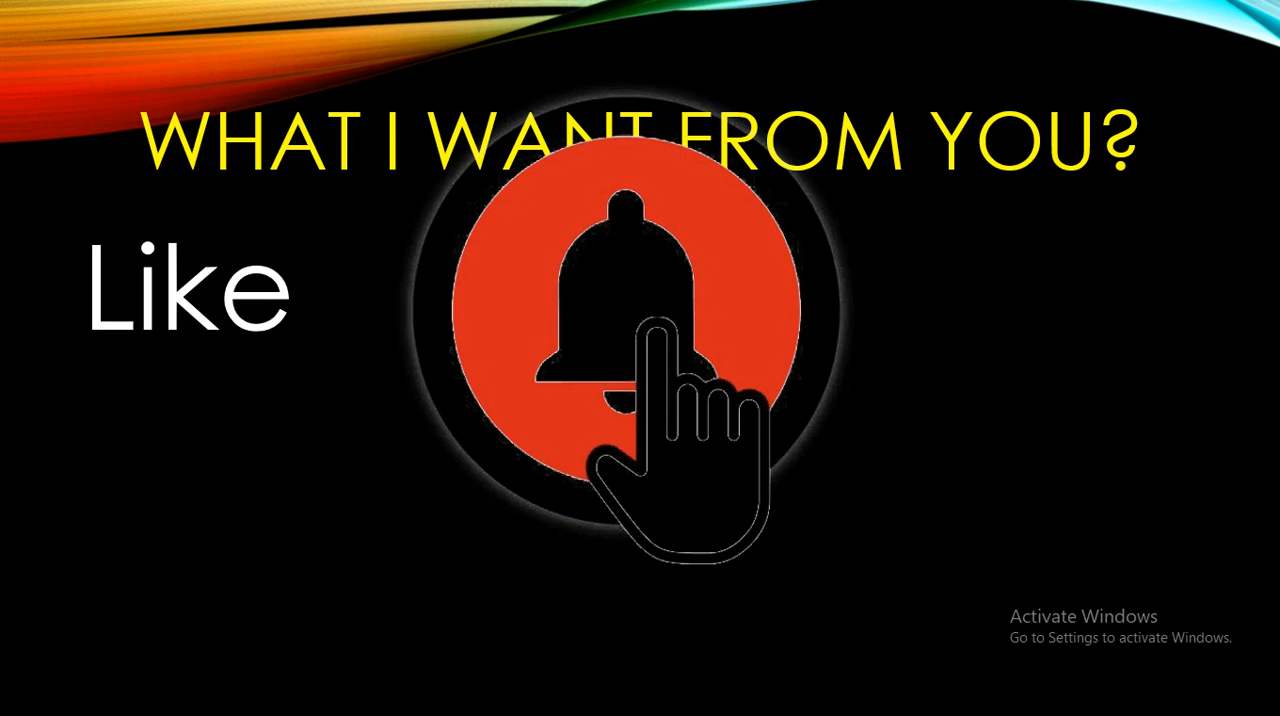 WHAT I WANT FROM YOU?
Like
Activate Windows
Go to Settings to activate Windows.